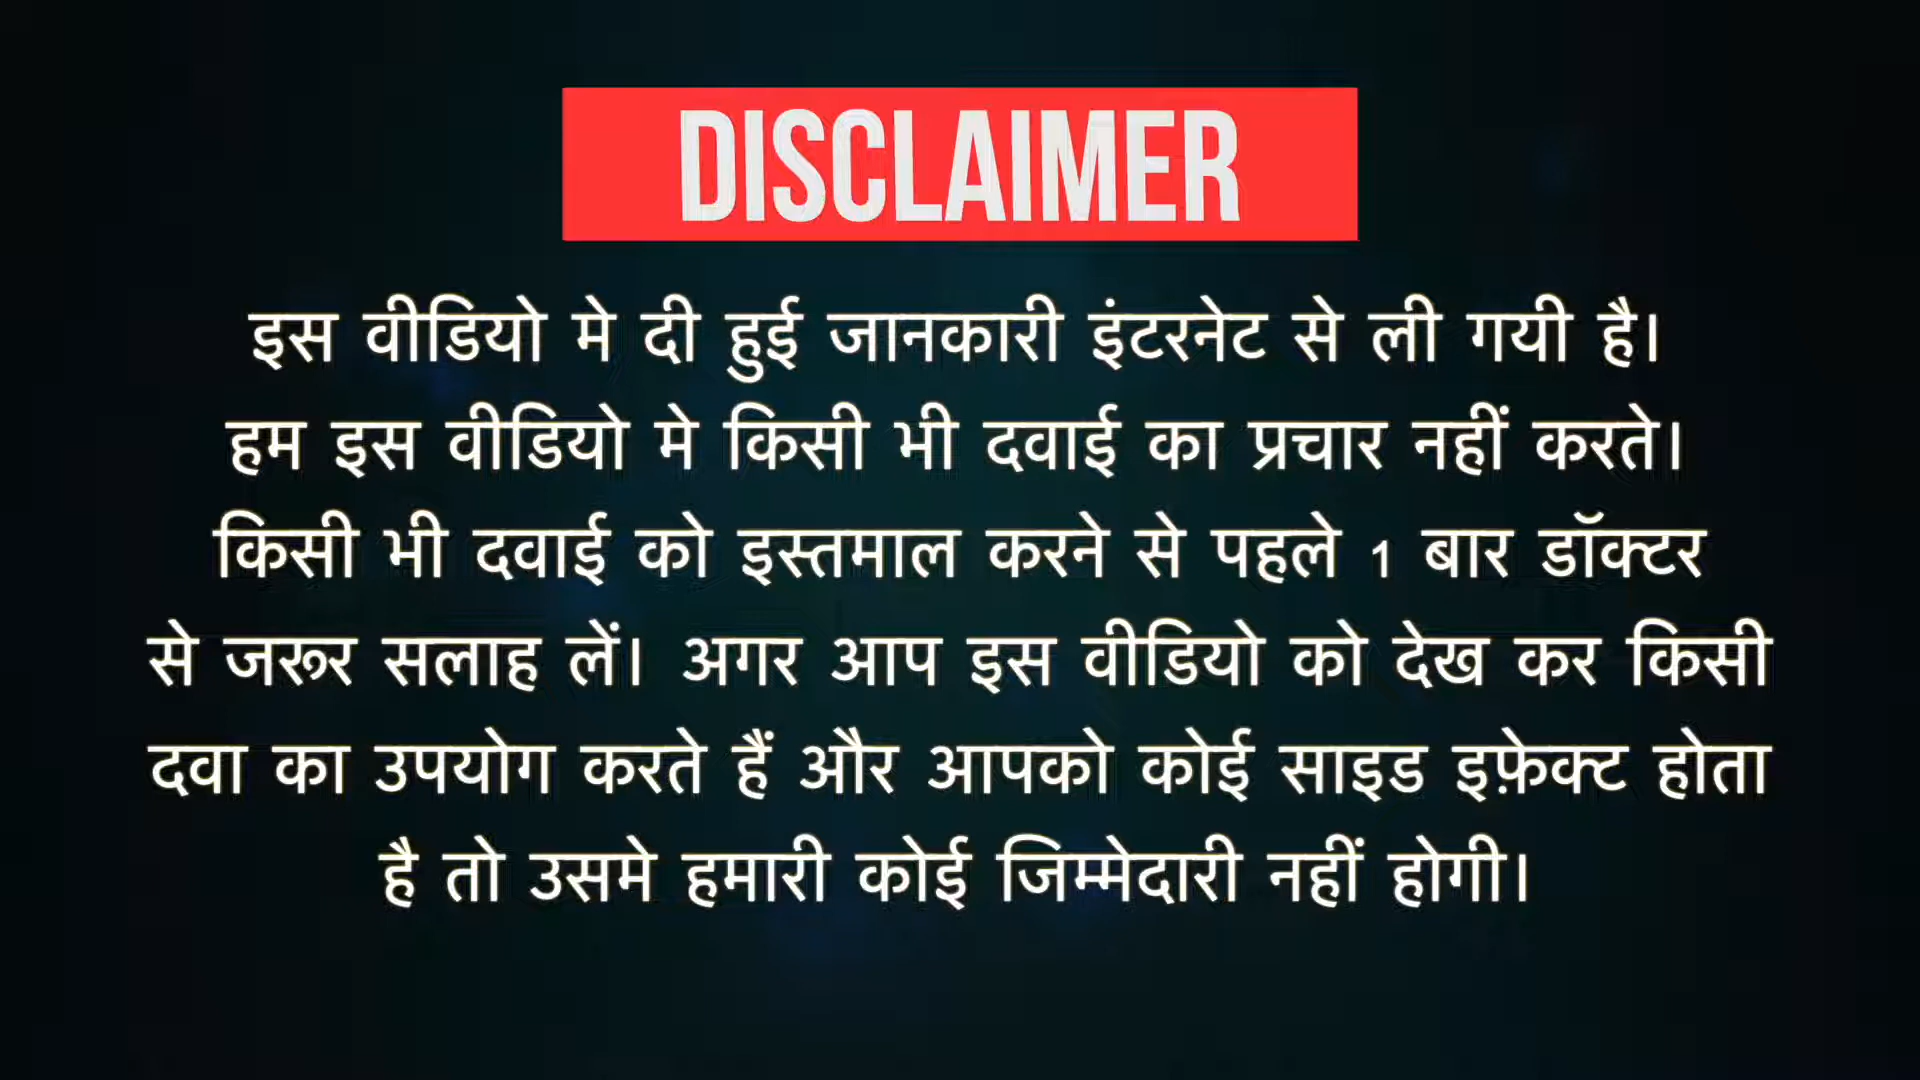 DISCLAIMER
इस वीडियो मे दी हुई जानकारी इंटरनेट से ली गयी है।
हम इस वीडियो मे किसी भी दवाई का प्रचार नहीं करते।
किसी भी दवाई को इस्तमाल करने से पहले 1 बार डॉक्टर
से जरूर सलाह लें। अगर आप इस वीडियो को देख कर किसी
दवा का उपयोग करते हैं और आपको कोई साइड इफ़ेक्ट होता
है तो उसमे हमारी कोई जिम्मेदारी नहीं होगी।